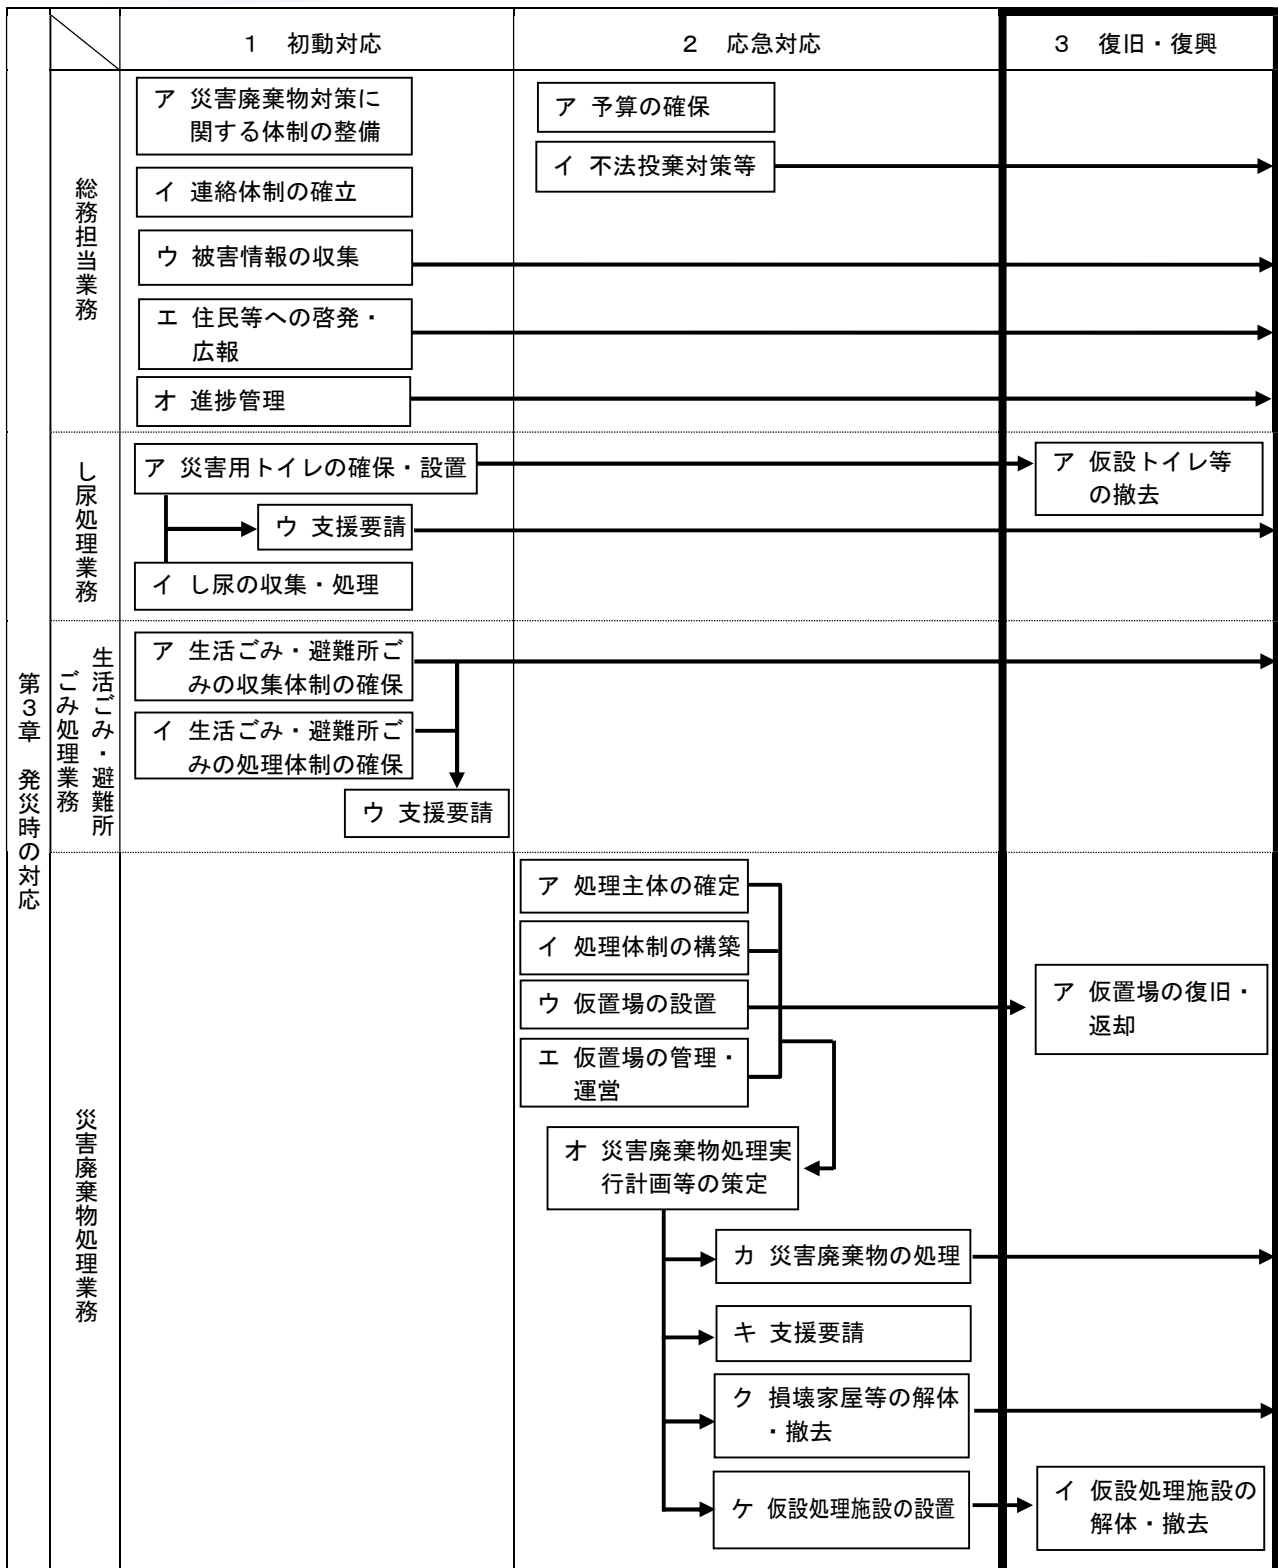 １　初動対応
２　応急対応
３　復旧・復興
第３章　発災時の対応
総務担当業務
ア 災害廃棄物対策に
関する体制の整備
イ 連絡体制の確立
ウ 被害情報の収集
エ 住民等への啓発・
広報
オ 進捗管理
ア 予算の確保
イ 不法投棄対策等
し尿処理業務
ア 災害用トイレの確保・設置
ウ 支援要請
イ し尿の収集・処理
ア 仮設トイレ等
の撤去
生活ごみ・避難所
ごみ処理業務
ア 生活ごみ・避難所ご
みの収集体制の確保
イ 生活ごみ・避難所ご
みの処理体制の確保
ウ 支援要請
災害廃棄物処理業務
ア 処理主体の確定
イ 処理体制の構築
ウ 仮置場の設置
エ 仮置場の管理・
運営
オ 災害廃棄物処理実
行計画等の策定
カ 災害廃棄物の処理
キ 支援要請
ク 損壊家屋等の解体
・撤去
ケ 仮設処理施設の設置
ア 仮置場の復旧・
返却
イ 仮設処理施設の
解体・撤去